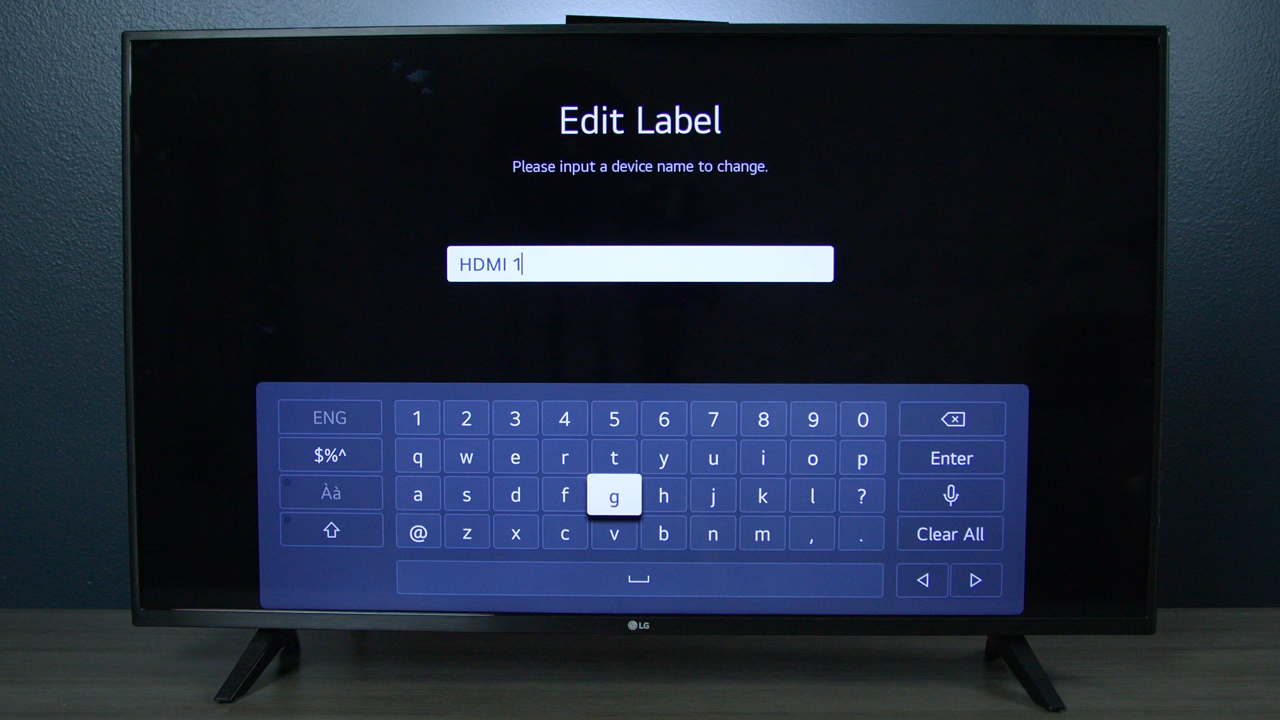 Edit Label
Please input a device name to change.
HDMI 1
ENG 1 2 3 4 5 6 7 8 9 0
$%^ q w e r t y u i o p Enter
Àà a s d f g h j k l ?
@ z x c v b n m , . Clear All
LG